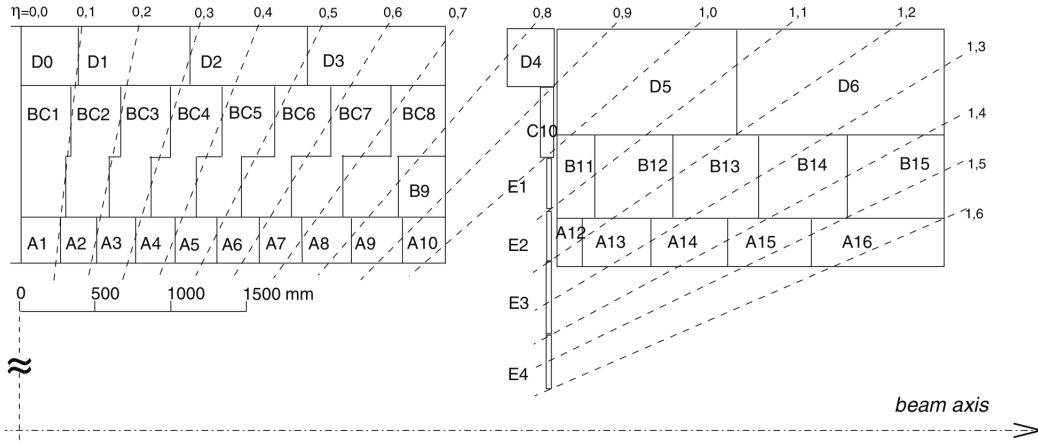 η=0,0 0,1 0,2 0,3 0,4 0,5 0,6 0,7 0,8 0,9 1,0 1,1 1,2
1,3
D0 D1 D2 D3 D4 D5 D6
1,4
BC1 BC2 BC3 BC4 BC5 BC6 BC7 BC8
C10
1,5
B9 B11 B12 B13 B14 B15
E1
1,6
A1 A2 A3 A4 A5 A6 A7 A8 A9 A10 A12 A13 A14 A15 A16
E2
0 500 1000 1500 mm
E3
E4
≈
beam axis